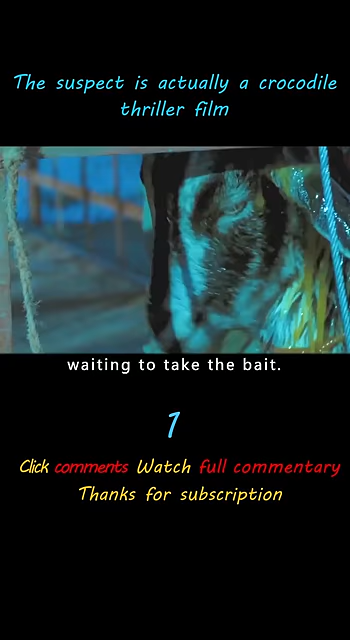 The suspect is actually a crocodile
thriller film
waiting to take the bait.
1
Click comments Watch full commentary
Thanks for subscription